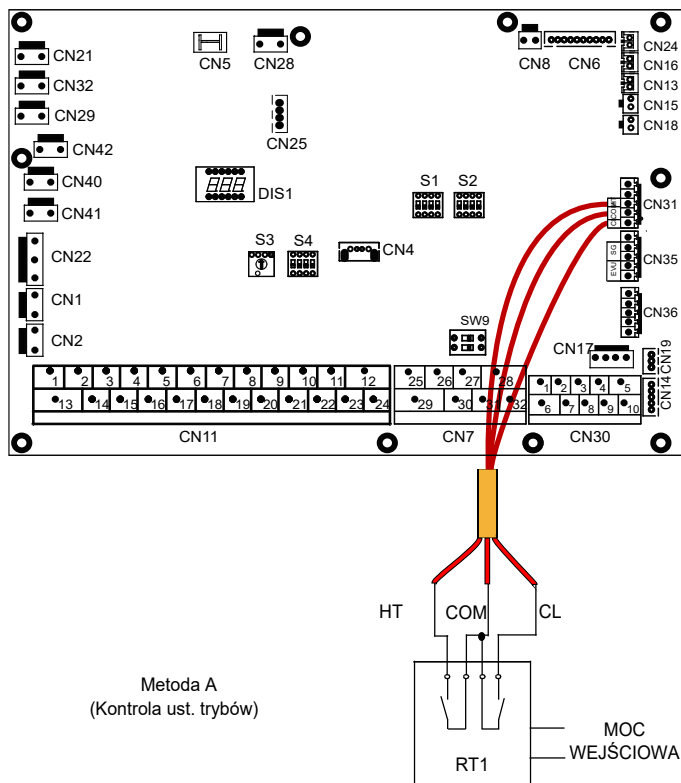 CN21
CN32
CN29
CN42
CN40
CN41
CN22
CN1
CN2
CN5
CN28
CN25
DIS1
S1 S2
S3 S4
CN4
SW9
CN8 CN6
CN24
CN16
CN13
CN15
CN18
CN31
SG
EVU
CN35
CN36
CN17
CN19
CN14
1 2 3 4 5 6 7 8 9 10 11 12
13 14 15 16 17 18 19 20 21 22 23 24
CN11
25 26 27 28
29 30 31 32
CN7
1 2 3 4 5
6 7 8 9 10
CN30
HT COM CL
Metoda A
(Kontrola ust. trybów)
RT1
MOC
WEJŚCIOWA